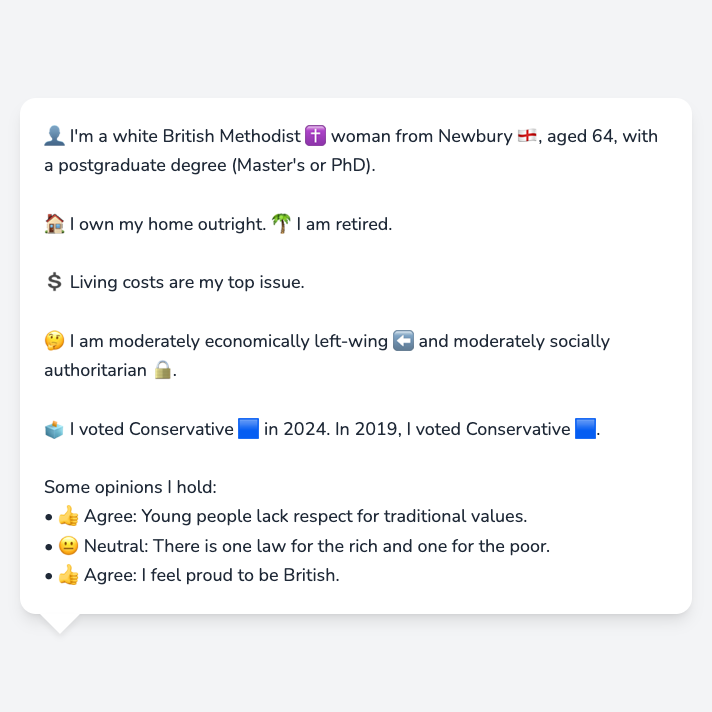 👤 I'm a white British Methodist ✝️ woman from Newbury 🏴󠁧󠁢󠁥󠁮󠁧󠁿, aged 64, with
a postgraduate degree (Master's or PhD).
🏠 I own my home outright. 🌴 I am retired.
💲 Living costs are my top issue.
🤔 I am moderately economically left-wing ⬅️ and moderately socially
authoritarian 🔒.
🗳️ I voted Conservative 🟦 in 2024. In 2019, I voted Conservative 🟦.
Some opinions I hold:
• 👍 Agree: Young people lack respect for traditional values.
• 😐 Neutral: There is one law for the rich and one for the poor.
• 👍 Agree: I feel proud to be British.